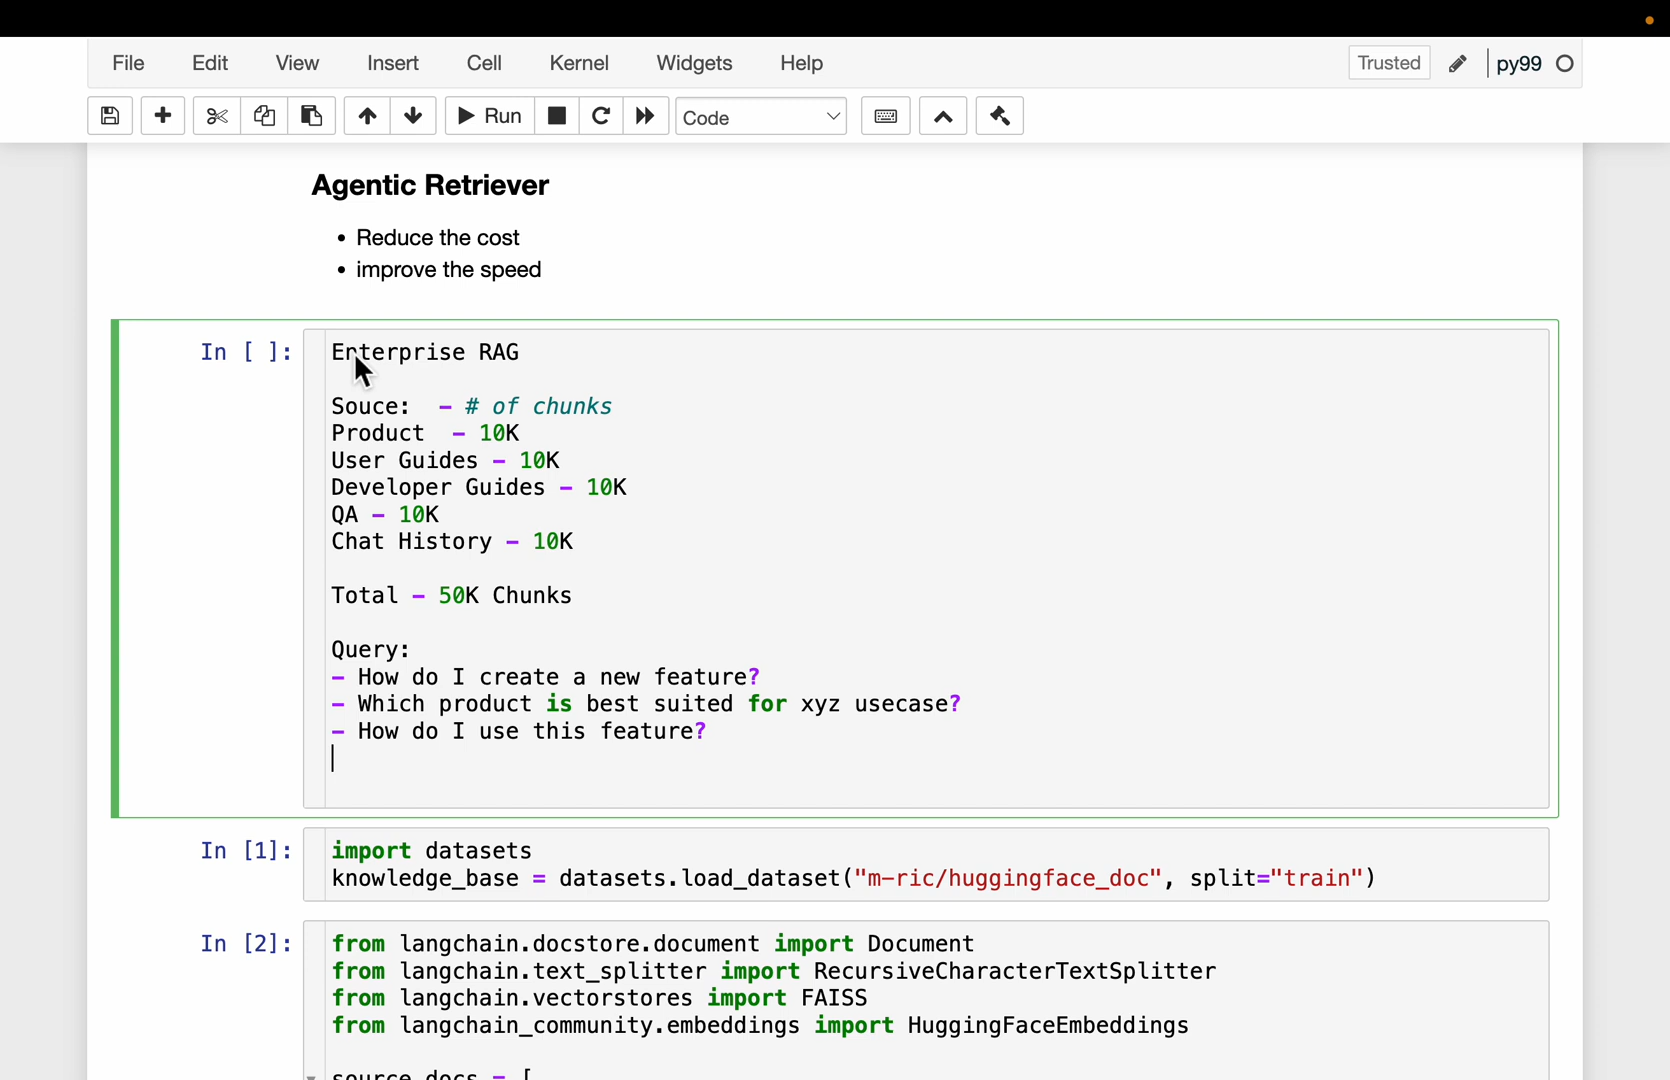 File Edit View Insert Cell Kernel Widgets Help Trusted py99
Run Code
Agentic Retriever
• Reduce the cost
• improve the speed
In [ ]: Enterprise RAG
Souce:  - # of chunks
Product  - 10K
User Guides - 10K
Developer Guides - 10K
QA - 10K
Chat History - 10K
Total - 50K Chunks
Query:
- How do I create a new feature?
- Which product is best suited for xyz usecase?
- How do I use this feature?
In [1]: import datasets
knowledge_base = datasets.load_dataset("m-ric/huggingface_doc", split="train")
In [2]: from langchain.docstore.document import Document
from langchain.text_splitter import RecursiveCharacterTextSplitter
from langchain.vectorstores import FAISS
from langchain_community.embeddings import HuggingFaceEmbeddings
source_docs = [